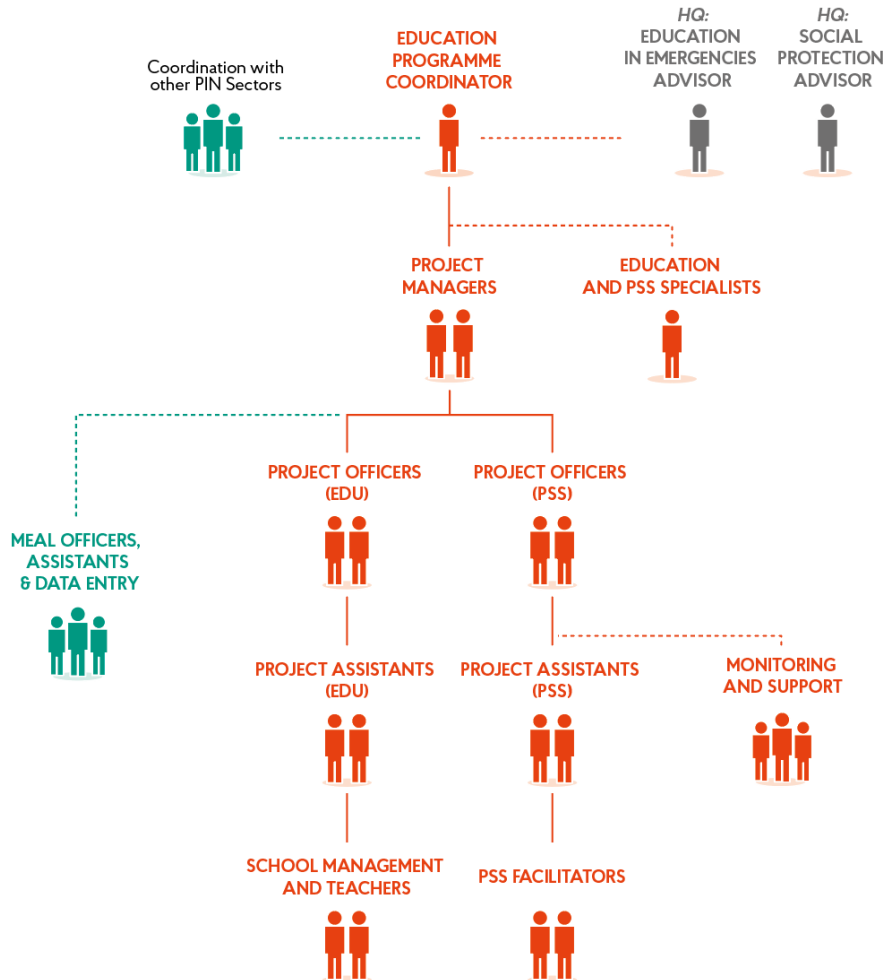 Coordination with
other PIN Sectors
EDUCATION
PROGRAMME
COORDINATOR
HQ:
EDUCATION
IN EMERGENCIES
ADVISOR
HQ:
SOCIAL
PROTECTION
ADVISOR
PROJECT
MANAGERS
EDUCATION
AND PSS SPECIALISTS
PROJECT OFFICERS
(EDU)
PROJECT OFFICERS
(PSS)
MEAL OFFICERS,
ASSISTANTS
& DATA ENTRY
PROJECT ASSISTANTS
(EDU)
PROJECT ASSISTANTS
(PSS)
MONITORING
AND SUPPORT
SCHOOL MANAGEMENT
AND TEACHERS
PSS FACILITATORS